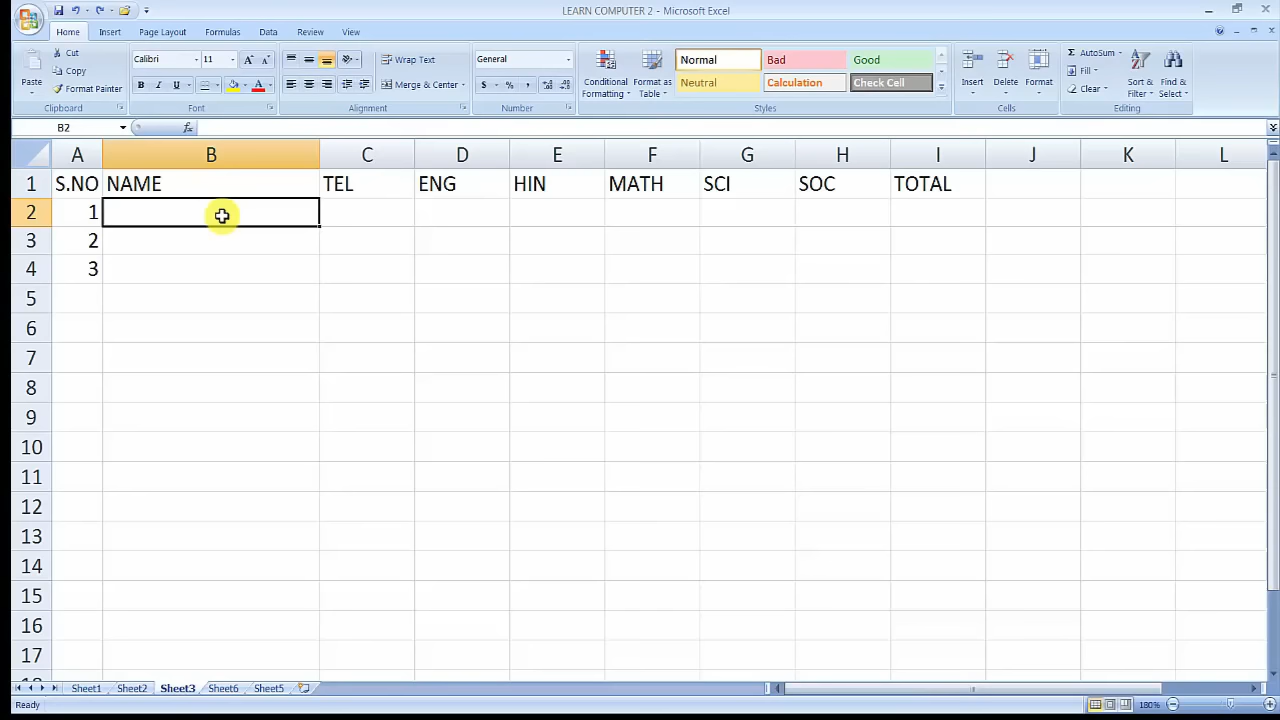 LEARN COMPUTER 2 - Microsoft Excel
Home Insert Page Layout Formulas Data Review View
Paste
Cut
Copy
Format Painter
Clipboard
Calibri 11
B I U
Font
Wrap Text
Merge & Center
Alignment
General
$ % ,
Number
Conditional Formatting
Format as Table
Normal Bad Good
Neutral Calculation Check Cell
Styles
Insert Delete Format
Cells
AutoSum
Fill
Clear
Sort & Filter
Find & Select
Editing
B2 fx
A B C D E F G H I J K L
1 S.NO NAME TEL ENG HIN MATH SCI SOC TOTAL
2 1
3 2
4 3
5
6
7
8
9
10
11
12
13
14
15
16
17
Sheet1 Sheet2 Sheet3 Sheet6 Sheet5
Ready 180%